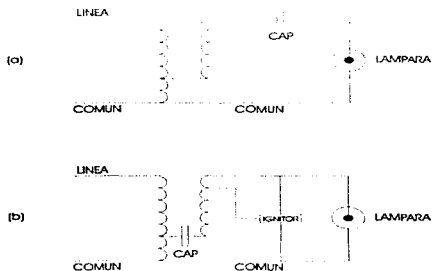 LINEA
CAP
(a)
LAMPARA
COMUN COMUN
LINEA
(b)
IGNITOR
LAMPARA
CAP
COMUN COMUN